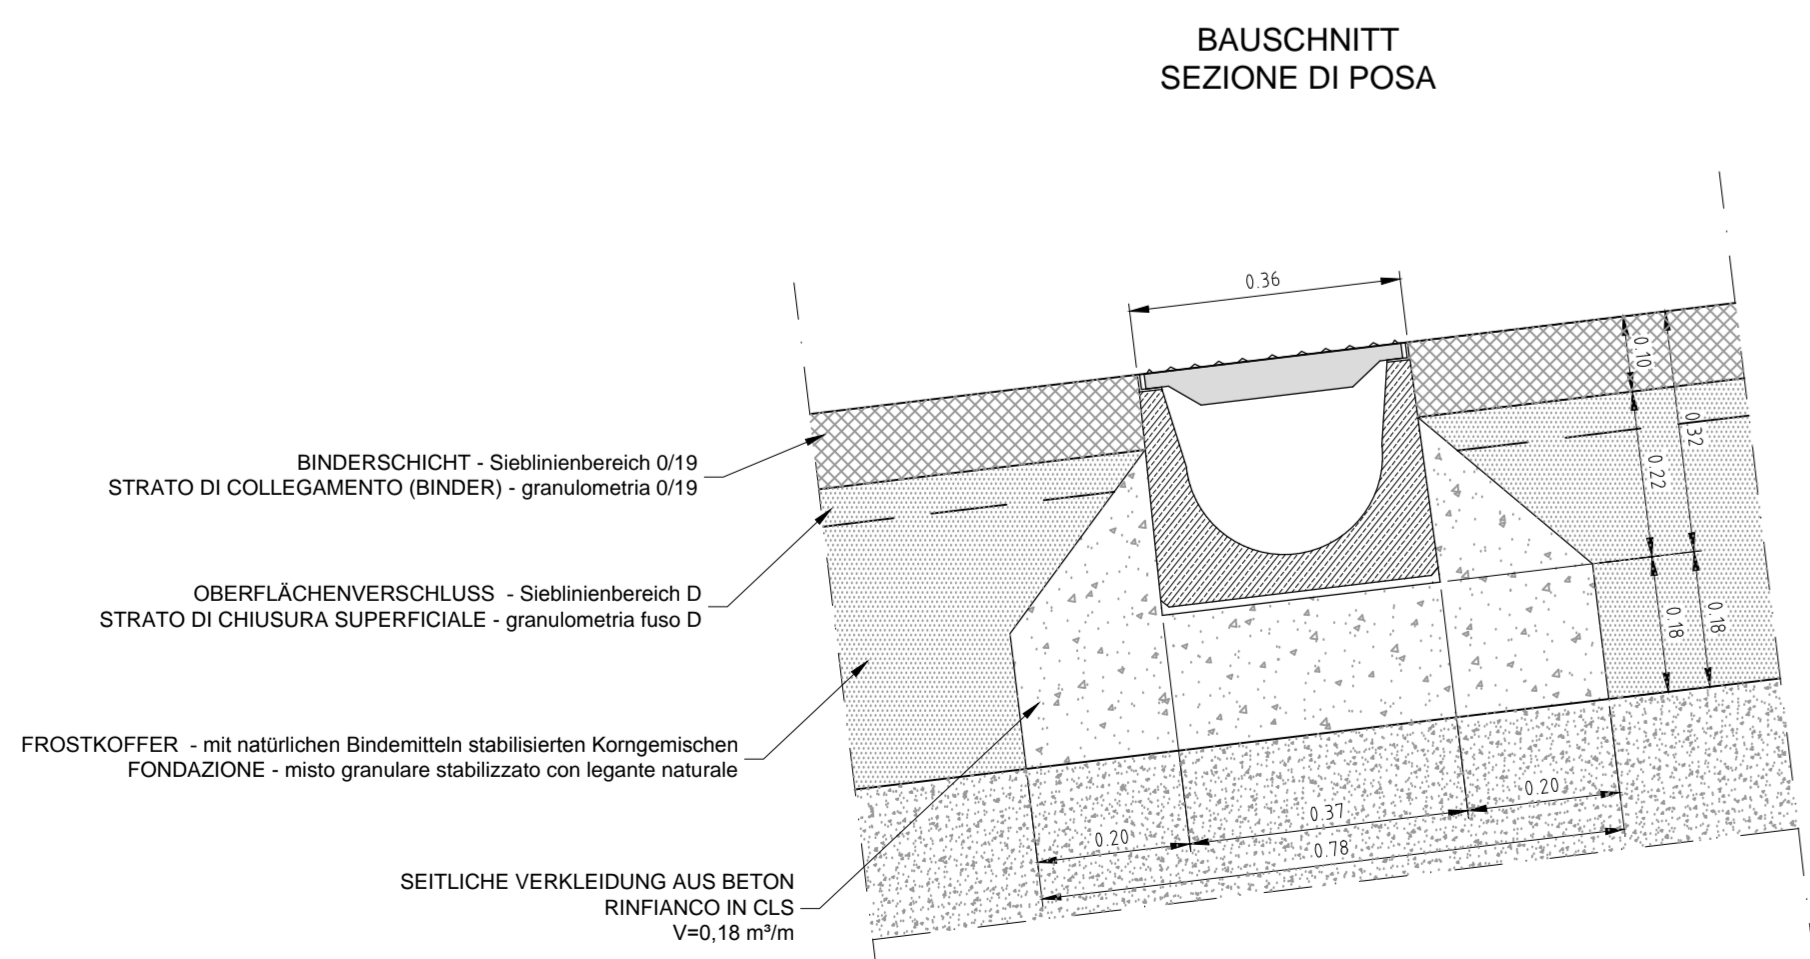 BAUSCHNITT
SEZIONE DI POSA
0.36
0.10
0.32
0.22
BINDERSCHICHT - Sieblinienbereich 0/19
STRATO DI COLLEGAMENTO (BINDER) - granulometria 0/19
OBERFLÄCHENVERSCHLUSS - Sieblinienbereich D
STRATO DI CHIUSURA SUPERFICIALE - granulometria fuso D
0.18
0.18
FROSTKOFFER - mit natürlichen Bindemitteln stabilisierten Korngemischen
FONDAZIONE - misto granulare stabilizzato con legante naturale
0.20
0.37
0.20
0.78
SEITLICHE VERKLEIDUNG AUS BETON
RINFIANCO IN CLS
V=0,18 m³/m